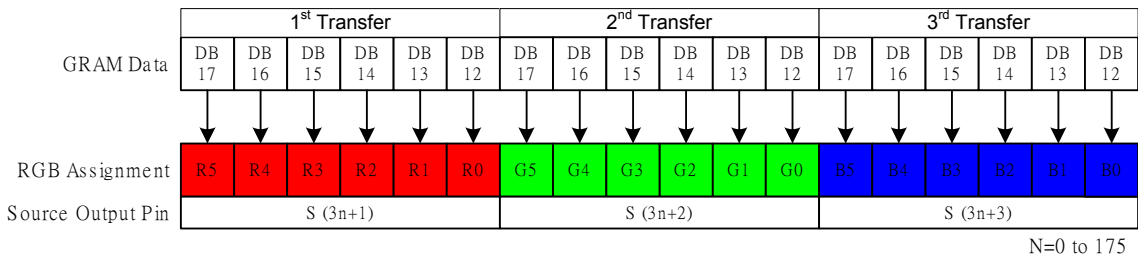 1st Transfer 2nd Transfer 3rd Transfer
GRAM Data DB 17 DB 16 DB 15 DB 14 DB 13 DB 12 DB 17 DB 16 DB 15 DB 14 DB 13 DB 12 DB 17 DB 16 DB 15 DB 14 DB 13 DB 12
RGB Assignment R5 R4 R3 R2 R1 R0 G5 G4 G3 G2 G1 G0 B5 B4 B3 B2 B1 B0
Source Output Pin S (3n+1) S (3n+2) S (3n+3)
N=0 to 175